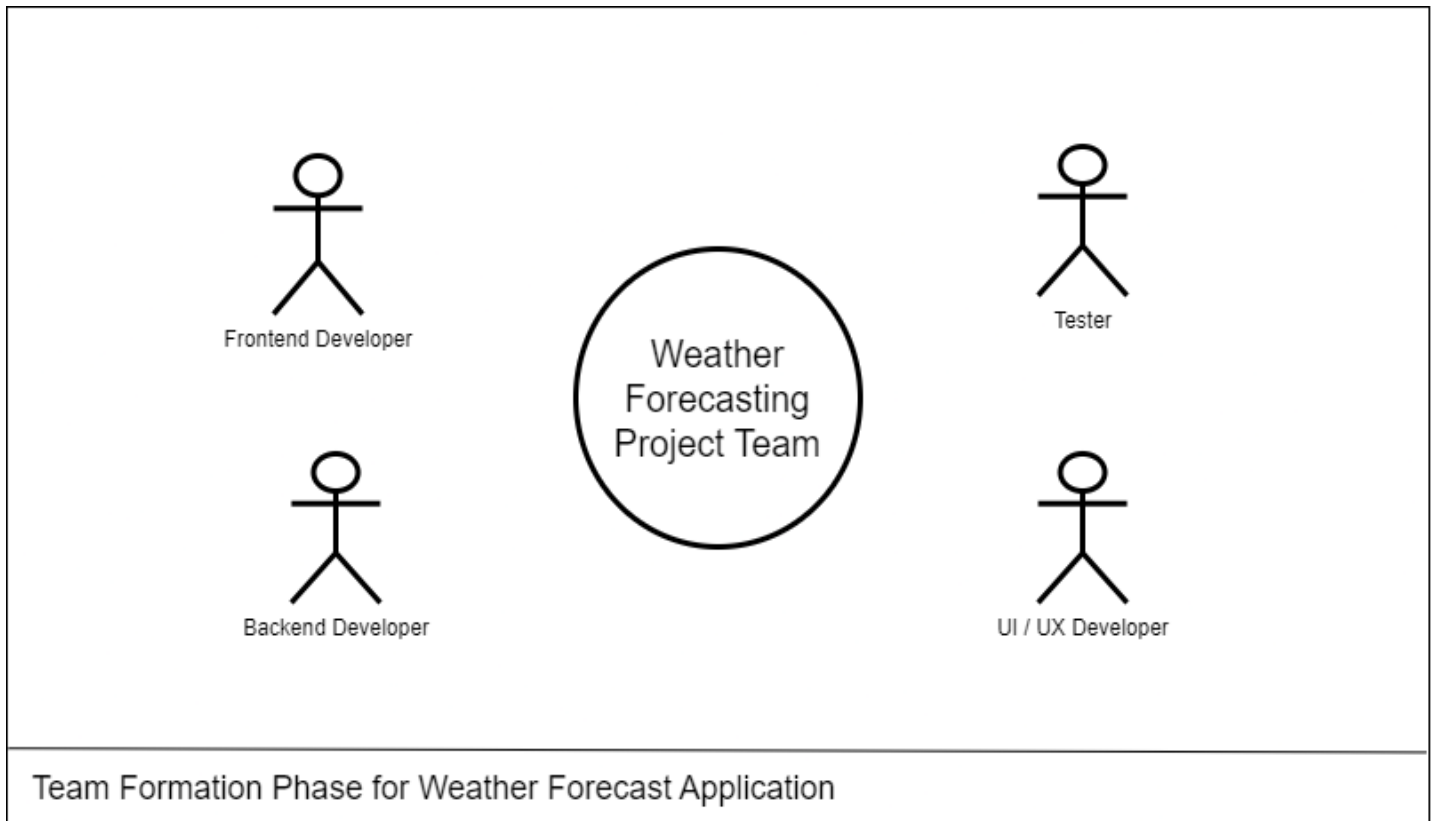 Frontend Developer
Tester
Weather
Forecasting
Project Team
Backend Developer
UI / UX Developer
Team Formation Phase for Weather Forecast Application